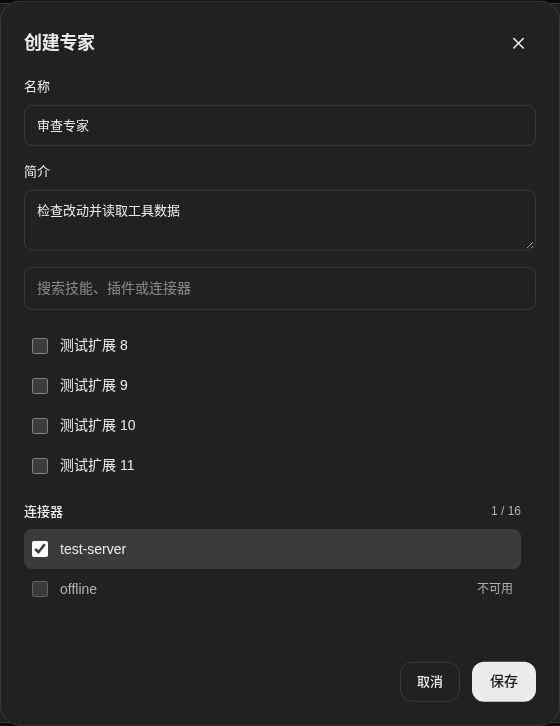 创建专家
名称
审查专家
简介
检查改动并读取工具数据
搜索技能、插件或连接器
测试扩展 8
测试扩展 9
测试扩展 10
测试扩展 11
连接器 1 / 16
test-server
offline 不可用
取消 保存